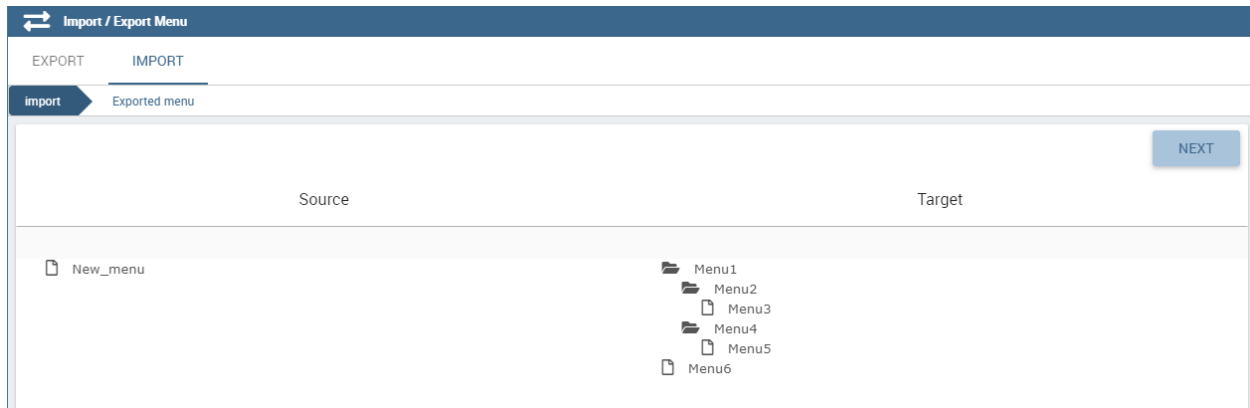 Import / Export Menu
EXPORT IMPORT
import Exported menu
NEXT
Source Target
New_menu Menu1
Menu2
Menu3
Menu4
Menu5
Menu6